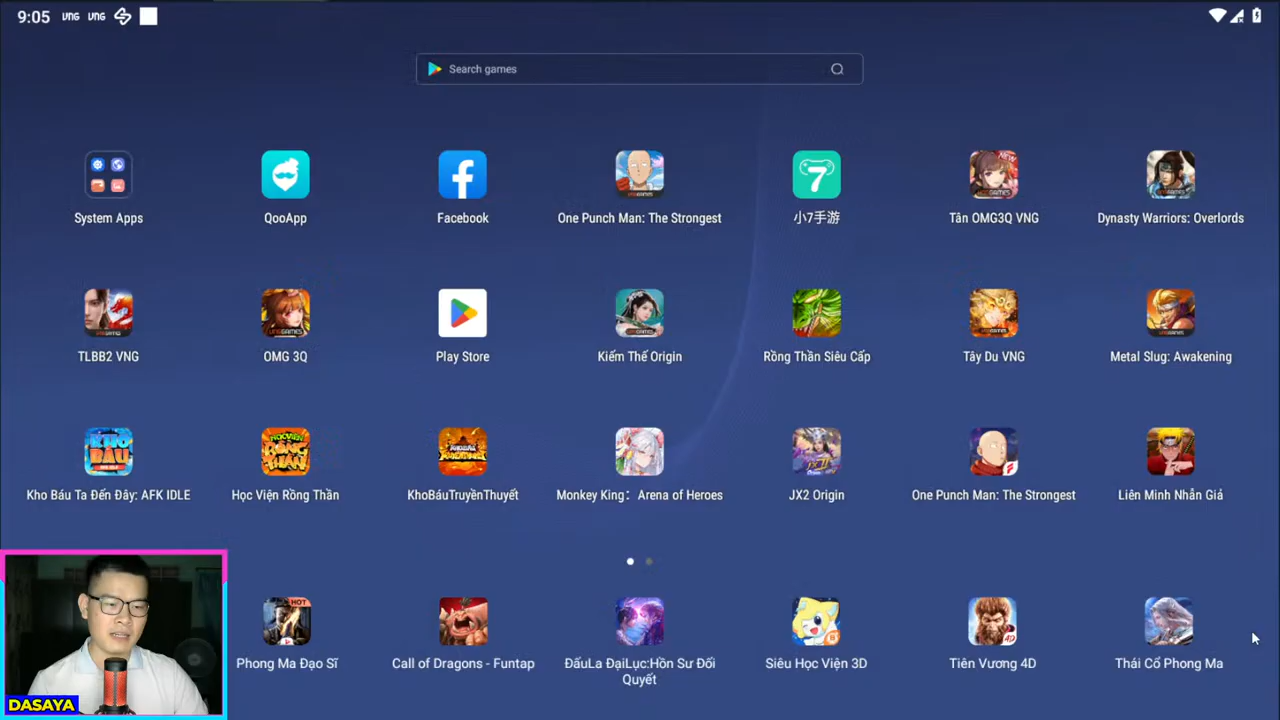 9:05 VNG VNG
Search games
System Apps
QooApp
Facebook
One Punch Man: The Strongest
小7手游
Tân OMG3Q VNG
Dynasty Warriors: Overlords
TLBB2 VNG
OMG 3Q
Play Store
Kiếm Thế Origin
Rồng Thần Siêu Cấp
Tây Du VNG
Metal Slug: Awakening
Kho Báu Ta Đến Đây: AFK IDLE
Học Viện Rồng Thần
KhoBáuTruyềnThuyết
Monkey King：Arena of Heroes
JX2 Origin
One Punch Man: The Strongest
Liên Minh Nhẫn Giả
Phong Ma Đạo Sĩ
Call of Dragons - Funtap
ĐấuLa ĐạiLục:Hồn Sư Đối
Quyết
Siêu Học Viện 3D
Tiên Vương 4D
Thái Cổ Phong Ma
DASAYA